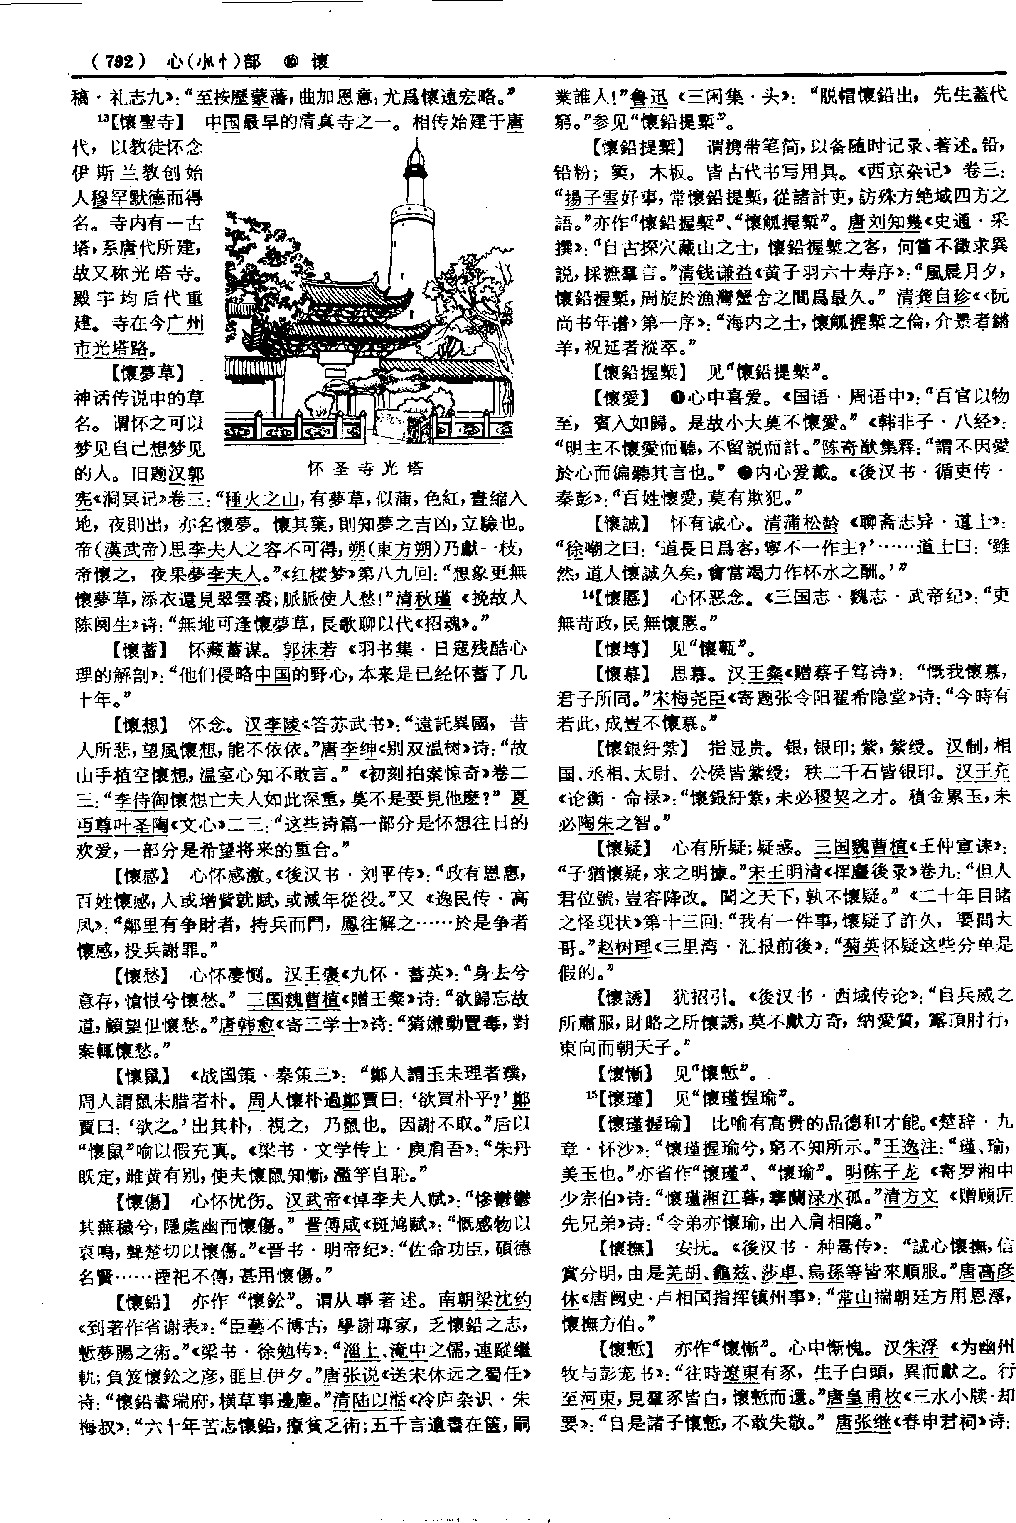 (792) 心(小忄)部 ⑯ 懷
稿·礼志九》：“至按歷蒙藩，曲加恩意；尤爲懷遠宏略。”
¹³【懷聖寺】 中国最早的清真寺之一。相传始建于唐
代，以教徒怀念
伊斯兰教创始
人穆罕默德而得
名。寺内有一古
塔，系唐代所建，
故又称光塔寺。
殿宇均后代重
建。寺在今广州
市光塔路。
【懷夢草】
神话传说中的草
名。谓怀之可以
梦见自己想梦见
的人。旧题汉郭
怀圣寺光塔
宪《洞冥记》卷三：“種火之山，有夢草，似蒲，色紅，晝縮入
地，夜則出，亦名懷夢。懷其葉，則知夢之吉凶，立驗也。
帝(漢武帝)思李夫人之容不可得，朔(東方朔)乃獻一枝，
帝懷之，夜果夢李夫人。”《红楼梦》第八九回：“想象更無
懷夢草，添衣還見翠雲裘；脈脈使人愁！”清秋瑾《挽故人
陈阕生》诗：“無地可逢懷夢草，長歌聊以代《招魂》。”
【懷蓄】 怀藏蓄谋。郭沫若《羽书集·日寇残酷心
理的解剖》：“他们侵略中国的野心，本来是已经怀蓄了几
十年。”
【懷想】 怀念。汉李陵《答苏武书》：“遠託異國，昔
人所悲，望風懷想，能不依依。”唐李绅《别双温树》诗：“故
山手植空懷想，溫室心知不敢言。”《初刻拍案惊奇》卷二
三：“李侍御懷想亡夫人如此深重，莫不是要見他麽？”夏
丏尊叶圣陶《文心》二三：“这些诗篇一部分是怀想往日的
欢爱，一部分是希望将来的重合。”
【懷感】 心怀感激。《後汉书·刘平传》：“政有恩惠，
百姓懷感，人或增貲就賦，或減年從役。”又《逸民传·高
凤》：“鄰里有争財者，持兵而鬥，鳳往解之……於是争者
懷感，投兵謝罪。”
【懷愁】 心怀悽恻。汉王褒《九怀·蓄英》：“身去兮
意存，愴恨兮懷愁。”三国魏曹植《赠王粲》诗：“欲歸忘故
道，顧望但懷愁。”唐韩愈《寄三学士》诗：“猜嫌動置毒，對
案輒懷愁。”
【懷鼠】 《战国策·秦策三》：“鄭人謂玉未理者璞，
周人謂鼠未腊者朴。周人懷朴過鄭賈曰：‘欲買朴乎？’鄭
賈曰：‘欲之。’出其朴，視之，乃鼠也。因謝不取。”后以
“懷鼠”喻以假充真。《梁书·文学传上·庾肩吾》：“朱丹
既定，雌黄有别，使夫懷鼠知慚，濫竽自恥。”
【懷傷】 心怀忧伤。汉武帝《悼李夫人赋》：“慘鬱鬱
其蕪穢兮，隱處幽而懷傷。”晋傅咸《斑鸠赋》：“慨感物以
哀鳴，聲楚切以懷傷。”《晋书·明帝纪》：“佐命功臣，碩德
名賢……禋祀不傳，甚用懷傷。”
【懷鉛】 亦作“懷鈆”。谓从事著述。南朝梁沈约
《到著作省谢表》：“臣藝不博古，學謝專家，乏懷鉛之志，
慙夢腸之術。”《梁书·徐勉传》：“淄上、淹中之儒，連蹤繼
軌；負笈懷鈆之彦，匪旦伊夕。”唐张说《送宋休远之蜀任》
诗：“懷鉛書瑞府，横草事邊塵。”清陆以湉《冷庐杂识·朱
梅叔》：“六十年苦志懷鉛，療貧乏術；五千言遺書在篋，嗣
業誰人！”鲁迅《三闲集·头》：“脱帽懷鉛出，先生蓋代
窮。”参见“懷鉛提槧”。
【懷鉛提槧】 谓携带笔简，以备随时记录、著述。铅，
铅粉；槧，木板。皆古代书写用具。《西京杂记》卷三：
“揚子雲好事，常懷鉛提槧，從諸計吏，訪殊方絶域四方之
語。”亦作“懷鉛握槧”、“懷觚握槧”。唐刘知幾《史通·采
撰》：“自古探穴藏山之士，懷鉛握槧之客，何嘗不徵求異
説，採摭羣言。”清钱谦益《黄子羽六十寿序》：“風晨月夕，
懷鉛握槧，周旋於漁灣蟹舍之間爲最久。”清龚自珍《〈阮
尚书年谱〉第一序》：“海内之士，懷觚握槧之倫，介景者鏘
羊，祝延者漎萃。”
【懷鉛握槧】 见“懷鉛提槧”。
【懷愛】 ❶心中喜爱。《国语·周语中》：“百官以物
至，賓入如歸。是故小大莫不懷愛。”《韩非子·八经》：
“明主不懷愛而聽，不留説而計。”陈奇猷集释：“謂不因愛
於心而偏聽其言也。”❷内心爱戴。《後汉书·循吏传·
秦彭》：“百姓懷愛，莫有欺犯。”
【懷誠】 怀有诚心。清蒲松龄《聊斋志异·道士》：
“徐嘲之曰：‘道長日爲客，寧不一作主？’……道士曰：‘雖
然，道人懷誠久矣，會當竭力作杯水之酬。’”
¹⁴【懷慝】 心怀恶念。《三国志·魏志·武帝纪》：“吏
無苛政，民無懷慝。”
【懷塼】 见“懷甎”。
【懷慕】 思慕。汉王粲《赠蔡子笃诗》：“慨我懷慕，
君子所同。”宋梅尧臣《寄题张令阳翟希隐堂》诗：“今時有
若此，成豈不懷慕。”
【懷銀紆紫】 指显贵。银，银印；紫，紫绶。汉制，相
国、丞相、太尉、公侯皆紫绶；秩二千石皆银印。汉王充
《论衡·命禄》：“懷銀紆紫，未必稷契之才。積金累玉，未
必陶朱之智。”
【懷疑】 心有所疑；疑惑。三国魏曹植《王仲宣诔》：
“子猶懷疑，求之明據。”宋王明清《挥麈後录》卷九：“但人
君位號，豈容降改。聞之天下，孰不懷疑。”《二十年目睹
之怪现状》第十三回：“我有一件事，懷疑了許久，要問大
哥。”赵树理《三里湾·汇报前後》：“菊英怀疑这些分单是
假的。”
【懷誘】 犹招引。《後汉书·西域传论》：“自兵威之
所肅服，財賂之所懷誘，莫不獻方奇，納愛質，露頂肘行，
東向而朝天子。”
【懷慚】 见“懷慙”。
¹⁵【懷瑾】 见“懷瑾握瑜”。
【懷瑾握瑜】 比喻有高贵的品德和才能。《楚辞·九
章·怀沙》：“懷瑾握瑜兮，窮不知所示。”王逸注：“瑾、瑜，
美玉也。”亦省作“懷瑾”、“懷瑜”。明陈子龙《寄罗湘中
少宗伯》诗：“懷瑾湘江暮，搴蘭渌水孤。”清方文《赠顾所
先兄弟》诗：“令弟亦懷瑜，出入肩相隨。”
【懷撫】 安抚。《後汉书·种暠传》：“誠心懷撫，信
賞分明，由是羌胡、龜兹、莎車、烏孫等皆來順服。”唐高彦
休《唐阙史·卢相国指挥镇州事》：“常山揣朝廷方用恩澤，
懷撫方伯。”
【懷慙】 亦作“懷慚”。心中惭愧。汉朱浮《为幽州
牧与彭宠书》：“往時遼東有豕，生子白頭，異而獻之。行
至河東，見羣豕皆白，懷慙而還。”唐皇甫枚《三水小牍·却
要》：“自是諸子懷慙，不敢失敬。”唐张继《春申君祠》诗：